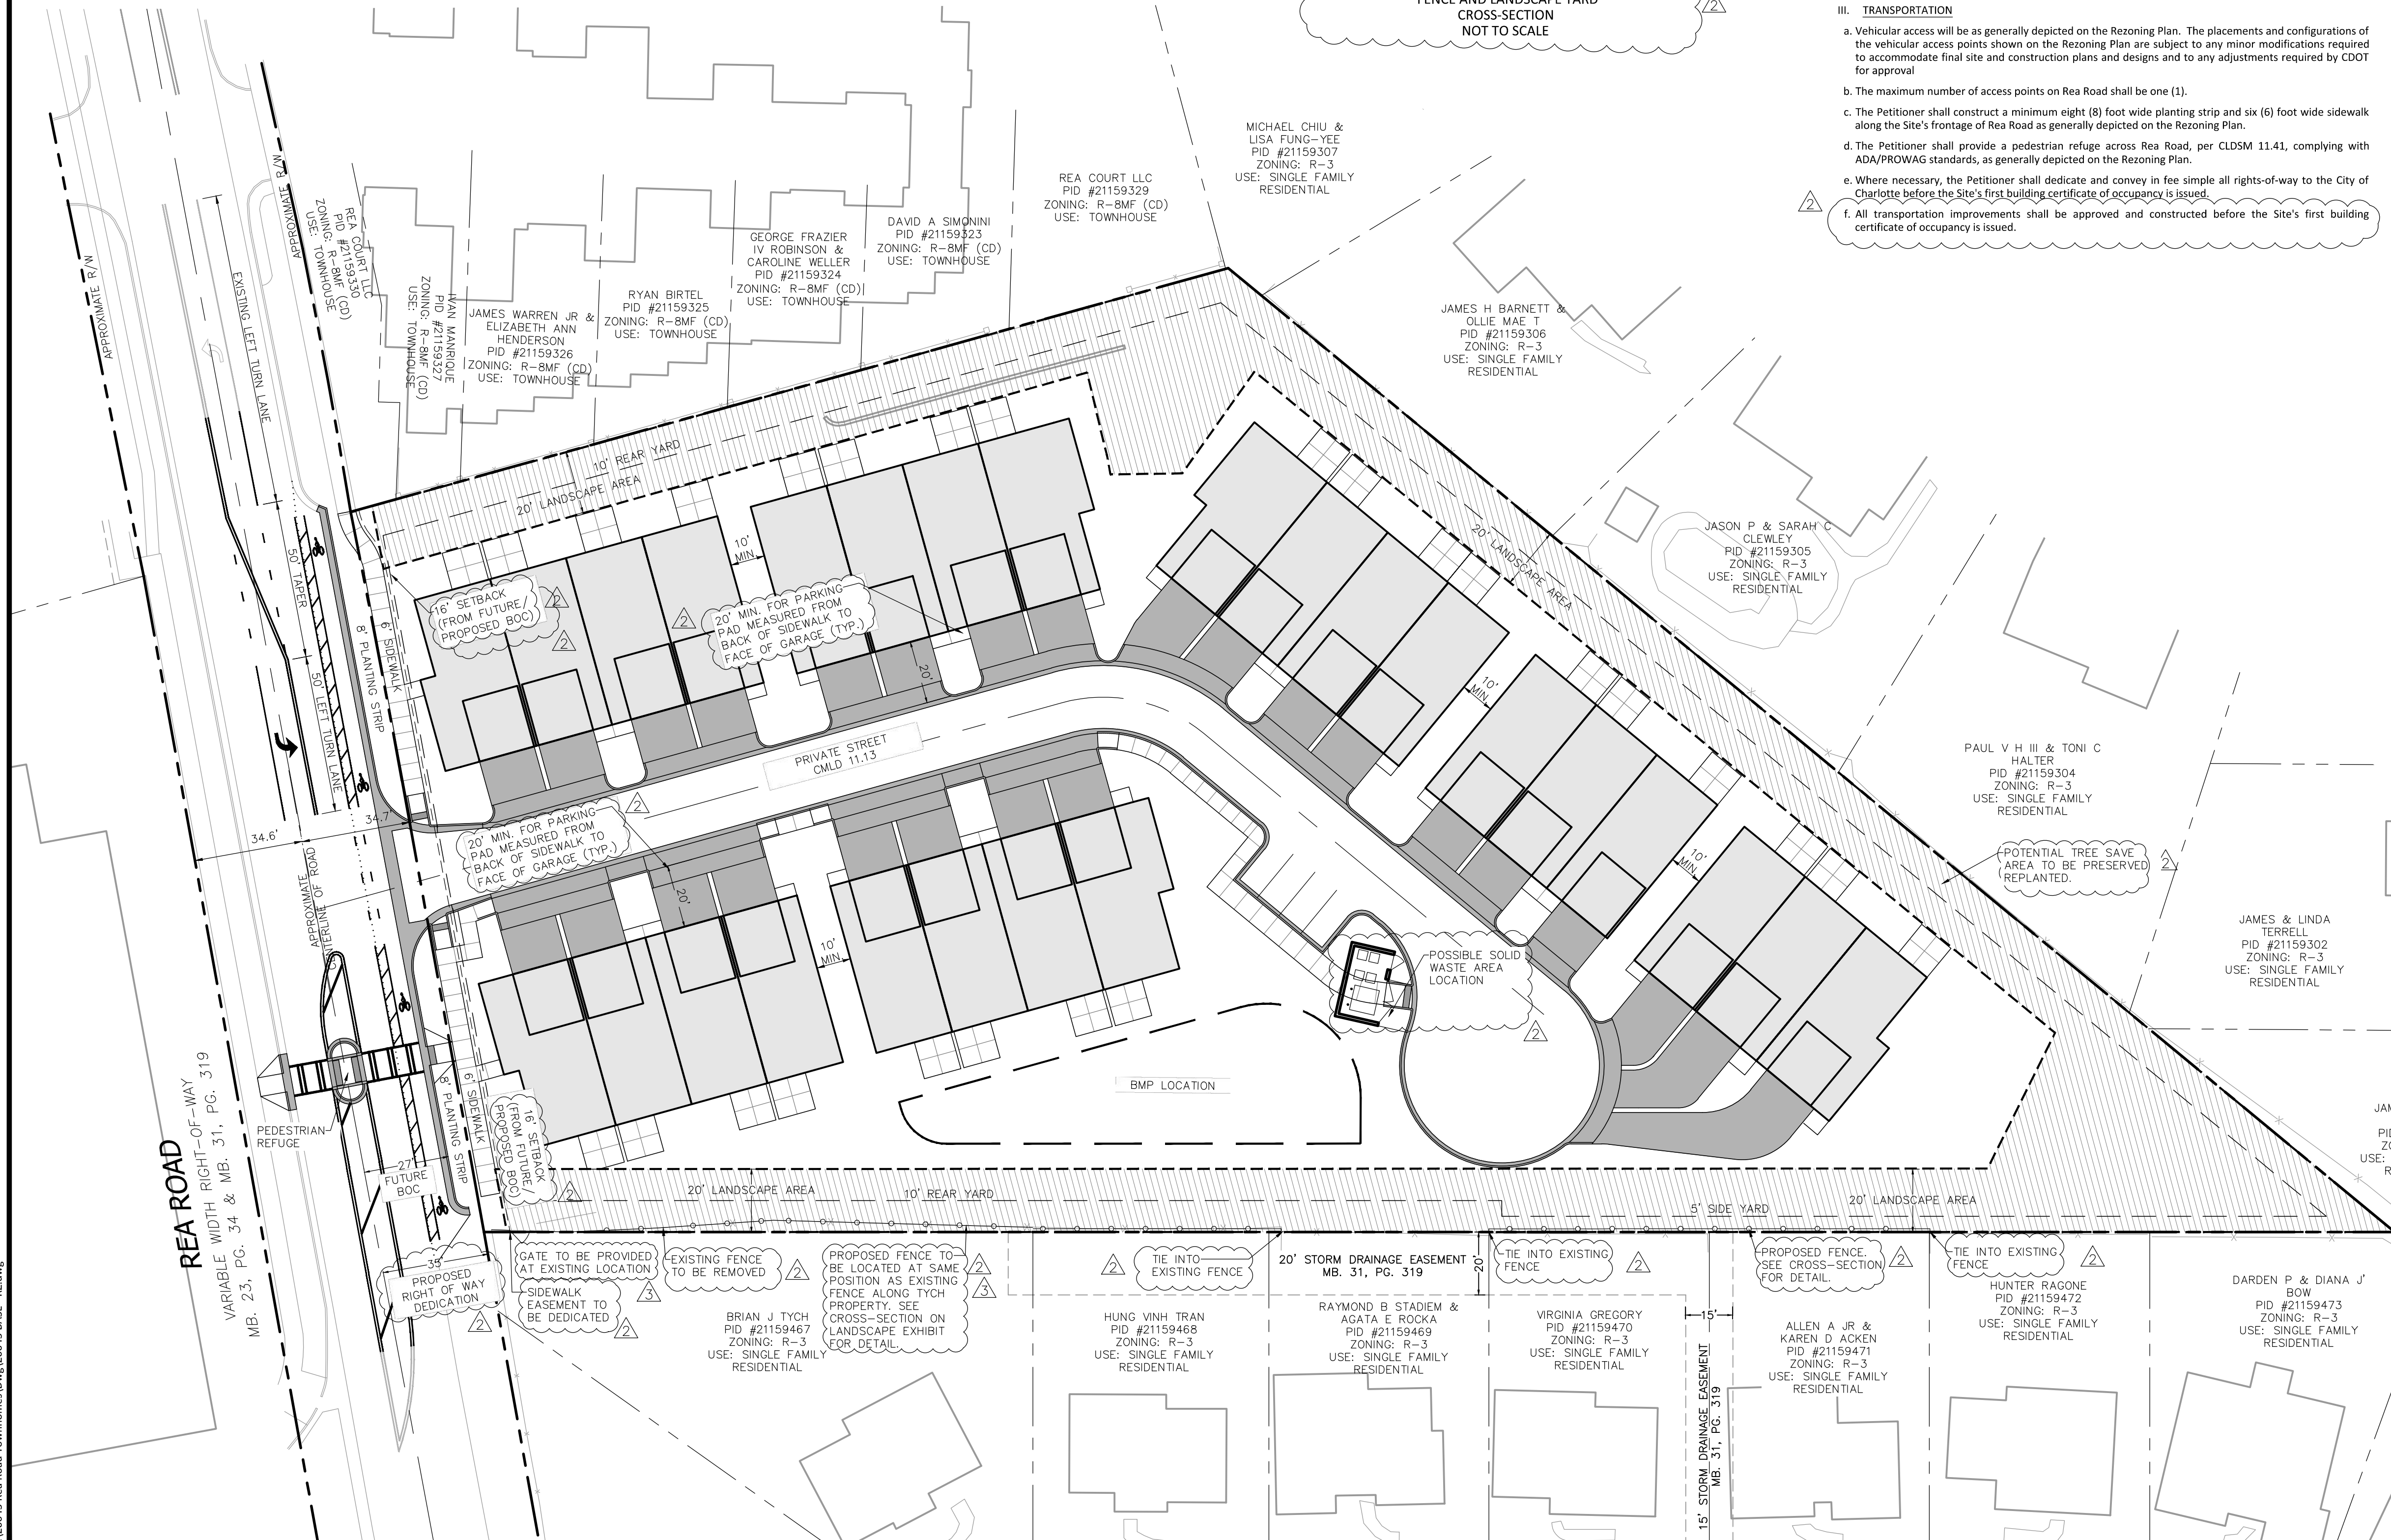 FENCE AND LANDSCAPE YARD
CROSS-SECTION
NOT TO SCALE
2
III. TRANSPORTATION
a. Vehicular access will be as generally depicted on the Rezoning Plan. The placements and configurations of
the vehicular access points shown on the Rezoning Plan are subject to any minor modifications required
to accommodate final site and construction plans and designs and to any adjustments required by CDOT
for approval
b. The maximum number of access points on Rea Road shall be one (1).
c. The Petitioner shall construct a minimum eight (8) foot wide planting strip and six (6) foot wide sidewalk
along the Site's frontage of Rea Road as generally depicted on the Rezoning Plan.
d. The Petitioner shall provide a pedestrian refuge across Rea Road, per CLDSM 11.41, complying with
ADA/PROWAG standards, as generally depicted on the Rezoning Plan.
e. Where necessary, the Petitioner shall dedicate and convey in fee simple all rights-of-way to the City of
Charlotte before the Site's first building certificate of occupancy is issued.
2
f. All transportation improvements shall be approved and constructed before the Site's first building
certificate of occupancy is issued.
APPROXIMATE R/W
APPROXIMATE R/W
EXISTING LEFT TURN LANE
REA COURT LLC
PID #21159330
ZONING: R-8MF (CD)
USE: TOWNHOUSE
IVAN MANRIQUE
PID #21159327
ZONING: R-8MF (CD)
USE: TOWNHOUSE
JAMES WARREN JR &
ELIZABETH ANN
HENDERSON
PID #21159326
ZONING: R-8MF (CD)
USE: TOWNHOUSE
RYAN BIRTEL
PID #21159325
ZONING: R-8MF (CD)
USE: TOWNHOUSE
GEORGE FRAZIER
IV ROBINSON &
CAROLINE WELLER
PID #21159324
ZONING: R-8MF (CD)
USE: TOWNHOUSE
DAVID A SIMONINI
PID #21159323
ZONING: R-8MF (CD)
USE: TOWNHOUSE
REA COURT LLC
PID #21159329
ZONING: R-8MF (CD)
USE: TOWNHOUSE
MICHAEL CHIU &
LISA FUNG-YEE
PID #21159307
ZONING: R-3
USE: SINGLE FAMILY
RESIDENTIAL
JAMES H BARNETT &
OLLIE MAE T
PID #21159306
ZONING: R-3
USE: SINGLE FAMILY
RESIDENTIAL
JASON P & SARAH C
CLEWLEY
PID #21159305
ZONING: R-3
USE: SINGLE FAMILY
RESIDENTIAL
PAUL V H III & TONI C
HALTER
PID #21159304
ZONING: R-3
USE: SINGLE FAMILY
RESIDENTIAL
JAMES & LINDA
TERRELL
PID #21159302
ZONING: R-3
USE: SINGLE FAMILY
RESIDENTIAL
10' REAR YARD
20' LANDSCAPE AREA
20' LANDSCAPE AREA
50' TAPER
50' LEFT TURN LANE
8' PLANTING STRIP
6' SIDEWALK
16' SETBACK
(FROM FUTURE/
PROPOSED BOC)
2
2
10'
MIN.
2
20' MIN. FOR PARKING
PAD MEASURED FROM
BACK OF SIDEWALK TO
FACE OF GARAGE (TYP.)
20'
10'
MIN.
10'
MIN.
PRIVATE STREET
CMLD 11.13
34.7'
34.6'
20' MIN. FOR PARKING
PAD MEASURED FROM
BACK OF SIDEWALK TO
FACE OF GARAGE (TYP.)
2
20'
10'
MIN.
APPROXIMATE
CENTERLINE OF ROAD
POTENTIAL TREE SAVE
AREA TO BE PRESERVED
REPLANTED.
2
POSSIBLE SOLID
WASTE AREA
LOCATION
2
BMP LOCATION
PEDESTRIAN
REFUGE
8' PLANTING STRIP
6' SIDEWALK
16' SETBACK
(FROM FUTURE/
PROPOSED BOC)
2
27'
FUTURE
BOC
REA ROAD
VARIABLE WIDTH RIGHT-OF-WAY
MB. 23, PG. 34 & MB. 31, PG. 319
35'
PROPOSED
RIGHT OF WAY
DEDICATION
2
20' LANDSCAPE AREA
10' REAR YARD
5' SIDE YARD
20' LANDSCAPE AREA
GATE TO BE PROVIDED
AT EXISTING LOCATION
3
SIDEWALK
EASEMENT TO
BE DEDICATED
2
EXISTING FENCE
TO BE REMOVED
2
PROPOSED FENCE TO
BE LOCATED AT SAME
POSITION AS EXISTING
FENCE ALONG TYCH
PROPERTY. SEE
CROSS-SECTION ON
LANDSCAPE EXHIBIT
FOR DETAIL.
2
3
2
TIE INTO
EXISTING FENCE
20' STORM DRAINAGE EASEMENT
MB. 31, PG. 319
20'
TIE INTO EXISTING
FENCE
2
PROPOSED FENCE.
SEE CROSS-SECTION
FOR DETAIL.
2
TIE INTO EXISTING
FENCE
2
BRIAN J TYCH
PID #21159467
ZONING: R-3
USE: SINGLE FAMILY
RESIDENTIAL
HUNG VINH TRAN
PID #21159468
ZONING: R-3
USE: SINGLE FAMILY
RESIDENTIAL
RAYMOND B STADIEM &
AGATA E ROCKA
PID #21159469
ZONING: R-3
USE: SINGLE FAMILY
RESIDENTIAL
VIRGINIA GREGORY
PID #21159470
ZONING: R-3
USE: SINGLE FAMILY
RESIDENTIAL
15'
15' STORM DRAINAGE EASEMENT
MB. 31, PG. 319
ALLEN A JR &
KAREN D ACKEN
PID #21159471
ZONING: R-3
USE: SINGLE FAMILY
RESIDENTIAL
HUNTER RAGONE
PID #21159472
ZONING: R-3
USE: SINGLE FAMILY
RESIDENTIAL
DARDEN P & DIANA J'
BOW
PID #21159473
ZONING: R-3
USE: SINGLE FAMILY
RESIDENTIAL